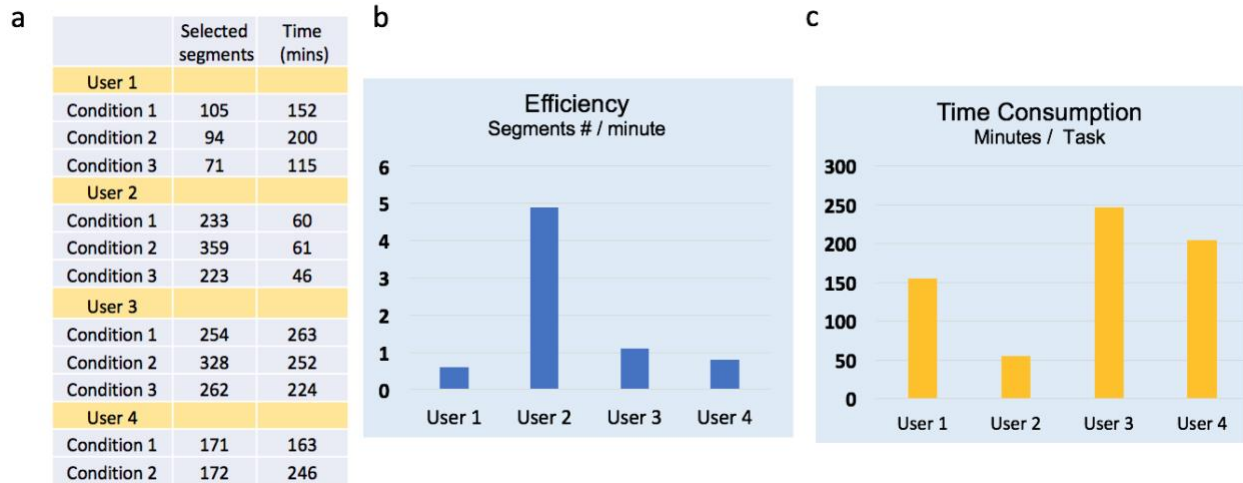 a
Selected segments Time (mins)
User 1
Condition 1 105 152
Condition 2 94 200
Condition 3 71 115
User 2
Condition 1 233 60
Condition 2 359 61
Condition 3 223 46
User 3
Condition 1 254 263
Condition 2 328 252
Condition 3 262 224
User 4
Condition 1 171 163
Condition 2 172 246
b
Efficiency
Segments # / minute
6
5
4
3
2
1
0
User 1 User 2 User 3 User 4
c
Time Consumption
Minutes / Task
300
250
200
150
100
50
0
User 1 User 2 User 3 User 4